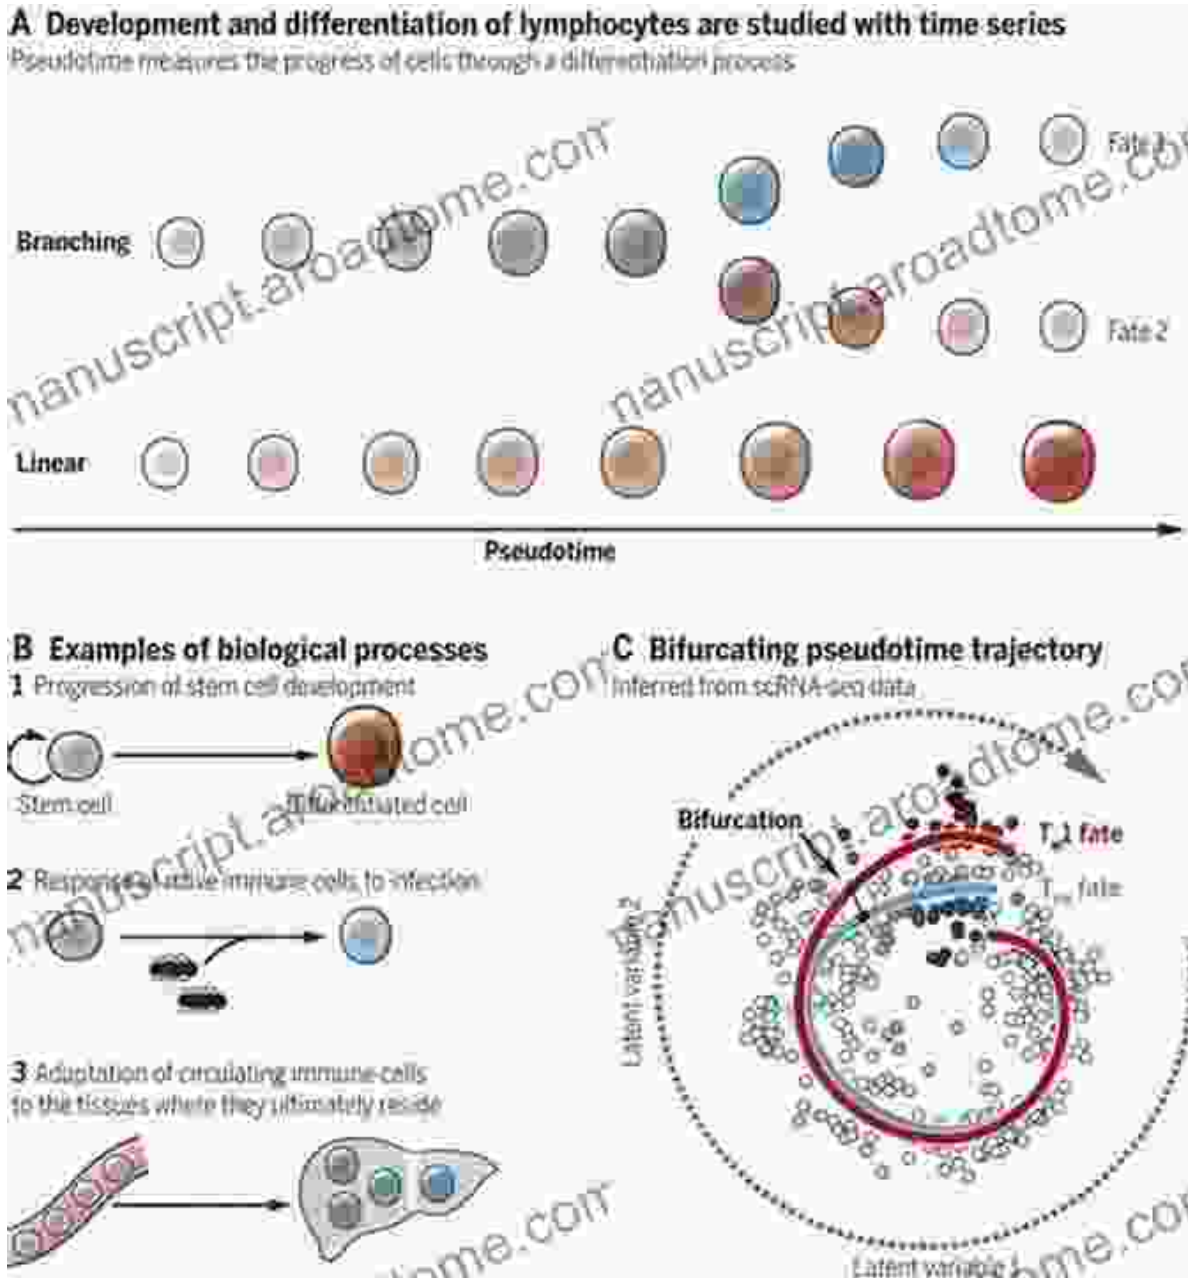 A Development and differentiation of lymphocytes are studied with time series
Pseudotime measures the progress of cells through a differentiation process
Fate 1
Branching
Fate 2
Linear
Pseudotime
B Examples of biological processes
1 Progression of stem cell development
Stem cell
Differentiated cell
2 Response of naive immune cells to infection
3 Adaptation of circulating immune cells
to the tissues where they ultimately reside
C Bifurcating pseudotime trajectory
Inferred from scRNA-seq data
Bifurcation
1 fate
fate
Latent variable 2
Latent variable 1
manuscript.aroadtome.com
manuscript.aroadtome.com
manuscript.aroadtome.com
manuscript.aroadtome.com